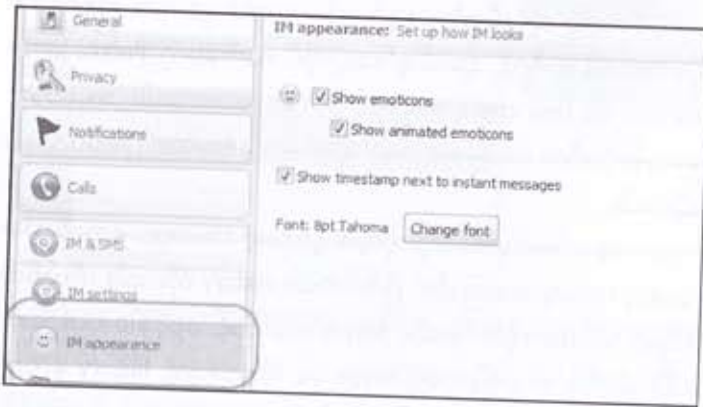 General
Privacy
Notifications
Calls
IM & SMS
IM settings
IM appearance
IM appearance: Set up how IM looks
Show emoticons
Show animated emoticons
Show timestamp next to instant messages
Font: 8pt Tahoma Change font